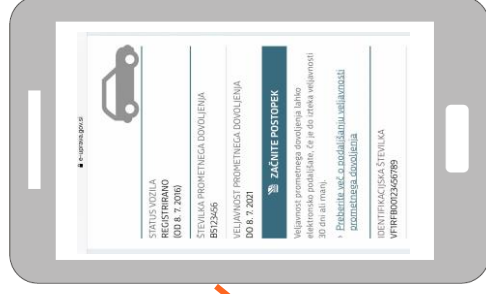 e-uprava.gov.si
STATUS VOZILA
REGISTRIRANO
(OD 8. 7. 2016)
ŠTEVILKA PROMETNEGA DOVOLJENJA
BS123456
VELJAVNOST PROMETNEGA DOVOLJENJA
DO 8. 7. 2021
ZAČNITE POSTOPEK
Veljavnost prometnega dovoljenja lahko
elektronsko podaljšate, če je do izteka veljavnosti
30 dni ali manj.
› Preberite več o podaljšanju veljavnosti
prometnega dovoljenja
IDENTIFIKACIJSKA ŠTEVILKA
VF1RFB00123456789